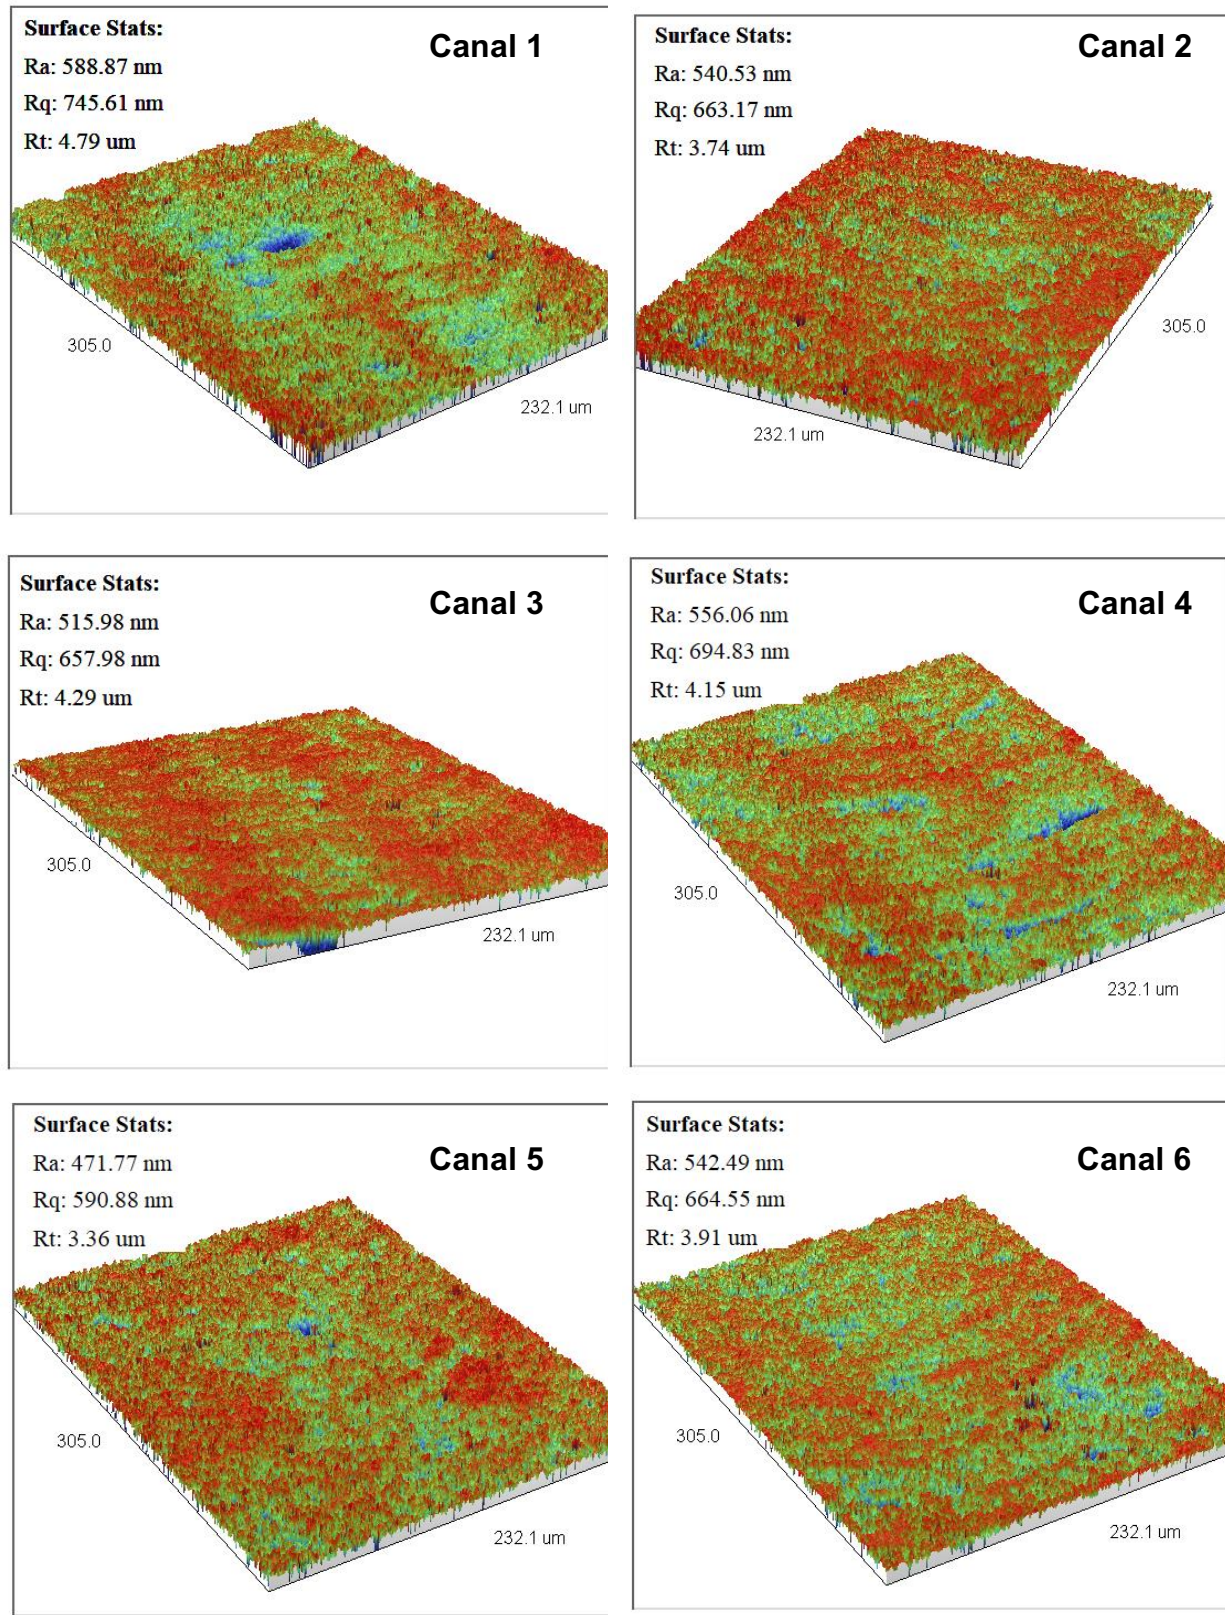 Surface Stats:
Canal 1
Ra: 588.87 nm
Rq: 745.61 nm
Rt: 4.79 um
305.0
232.1 um
Surface Stats:
Canal 2
Ra: 540.53 nm
Rq: 663.17 nm
Rt: 3.74 um
305.0
232.1 um
Surface Stats:
Canal 3
Ra: 515.98 nm
Rq: 657.98 nm
Rt: 4.29 um
305.0
232.1 um
Surface Stats:
Canal 4
Ra: 556.06 nm
Rq: 694.83 nm
Rt: 4.15 um
305.0
232.1 um
Surface Stats:
Canal 5
Ra: 471.77 nm
Rq: 590.88 nm
Rt: 3.36 um
305.0
232.1 um
Surface Stats:
Canal 6
Ra: 542.49 nm
Rq: 664.55 nm
Rt: 3.91 um
305.0
232.1 um